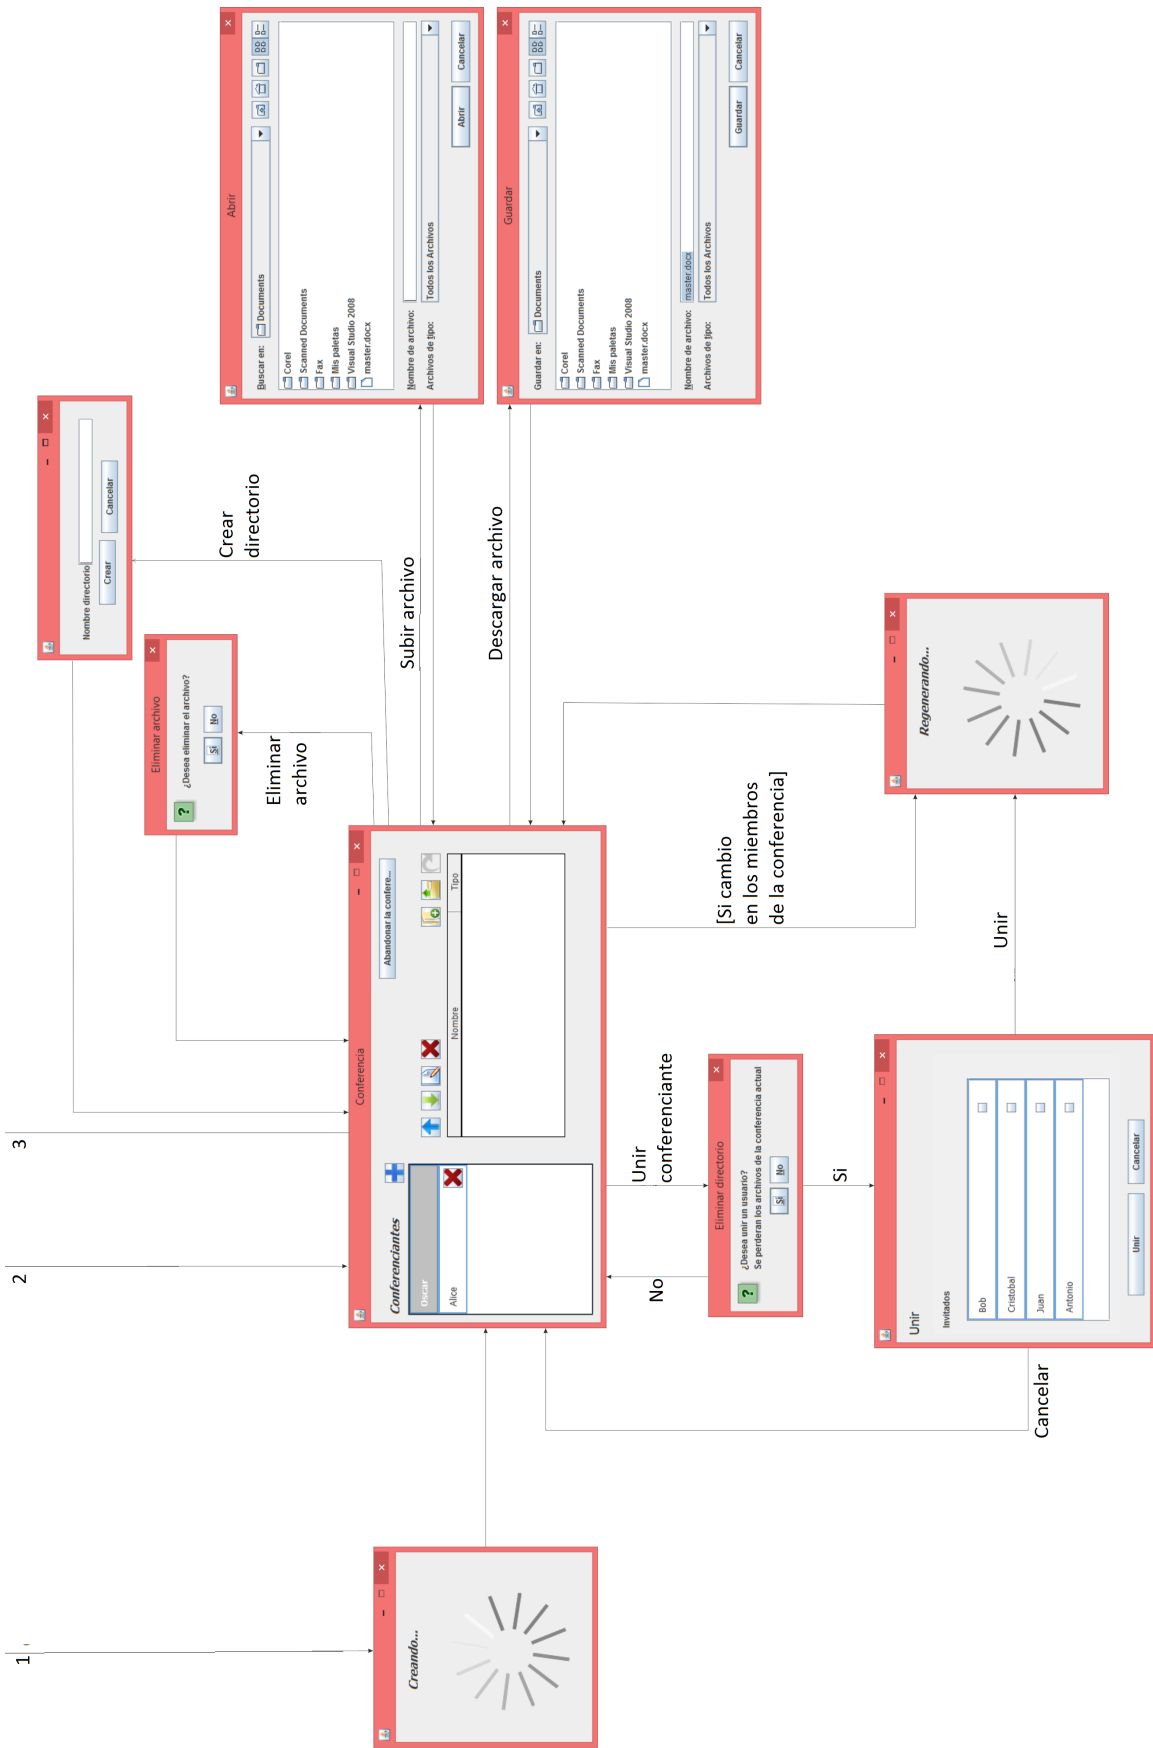 1
2
3
Creando...
Conferencia
Abandonar la confere...
Conferenciantes
Oscar
Alice
Nombre
Tipo
Nombre directorio
Crear
Cancelar
Eliminar archivo
¿Desea eliminar el archivo?
Sí
No
Eliminar
archivo
Crear
directorio
Subir archivo
Descargar archivo
Abrir
Buscar en:
Documents
Corel
Scanned Documents
Fax
Mis paletas
Visual Studio 2008
master.docx
Nombre de archivo:
Archivos de tipo:
Todos los Archivos
Abrir
Cancelar
Guardar
Guardar en:
Documents
Corel
Scanned Documents
Fax
Mis paletas
Visual Studio 2008
master.docx
Nombre de archivo:
master.docx
Archivos de tipo:
Todos los Archivos
Guardar
Cancelar
Unir
conferenciante
No
Eliminar directorio
¿Desea unir un usuario?
Se perderan los archivos de la conferencia actual
Sí
No
Si
[Si cambio
en los miembros
de la conferencia]
Unir
Invitados
Bob
Cristobal
Juan
Antonio
Unir
Cancelar
Cancelar
Unir
Regenerando...